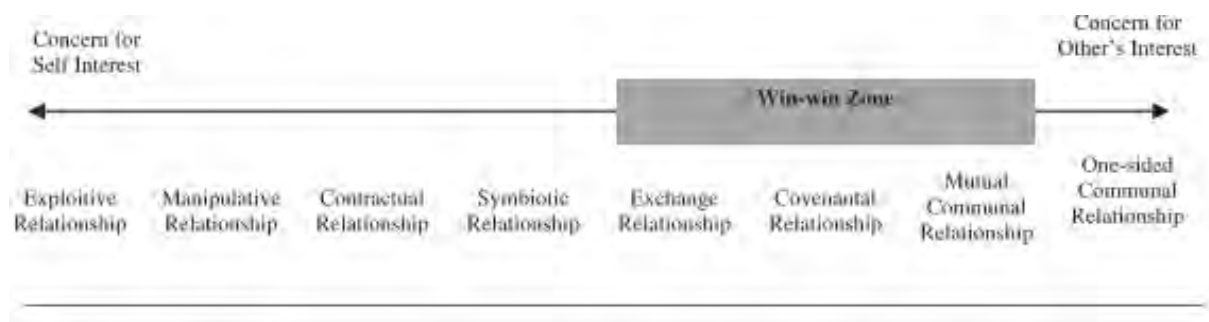 Concern for
Self Interest
Concern for
Other's Interest
Win-win Zone
Exploitive
Relationship
Manipulative
Relationship
Contractual
Relationship
Symbiotic
Relationship
Exchange
Relationship
Covenantal
Relationship
Mutual
Communal
Relationship
One-sided
Communal
Relationship